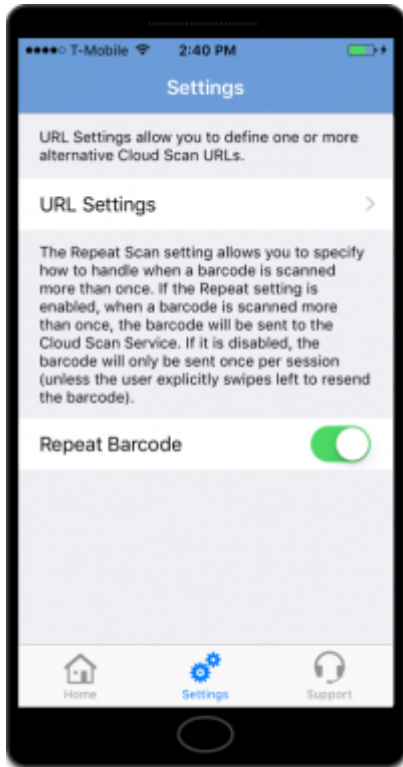 T-Mobile 2:40 PM
Settings
URL Settings allow you to define one or more
alternative Cloud Scan URLs.
URL Settings
The Repeat Scan setting allows you to specify
how to handle when a barcode is scanned
more than once. If the Repeat setting is
enabled, when a barcode is scanned more
than once, the barcode will be sent to the
Cloud Scan Service. If it is disabled, the
barcode will only be sent once per session
(unless the user explicitly swipes left to resend
the barcode).
Repeat Barcode
Home Settings Support